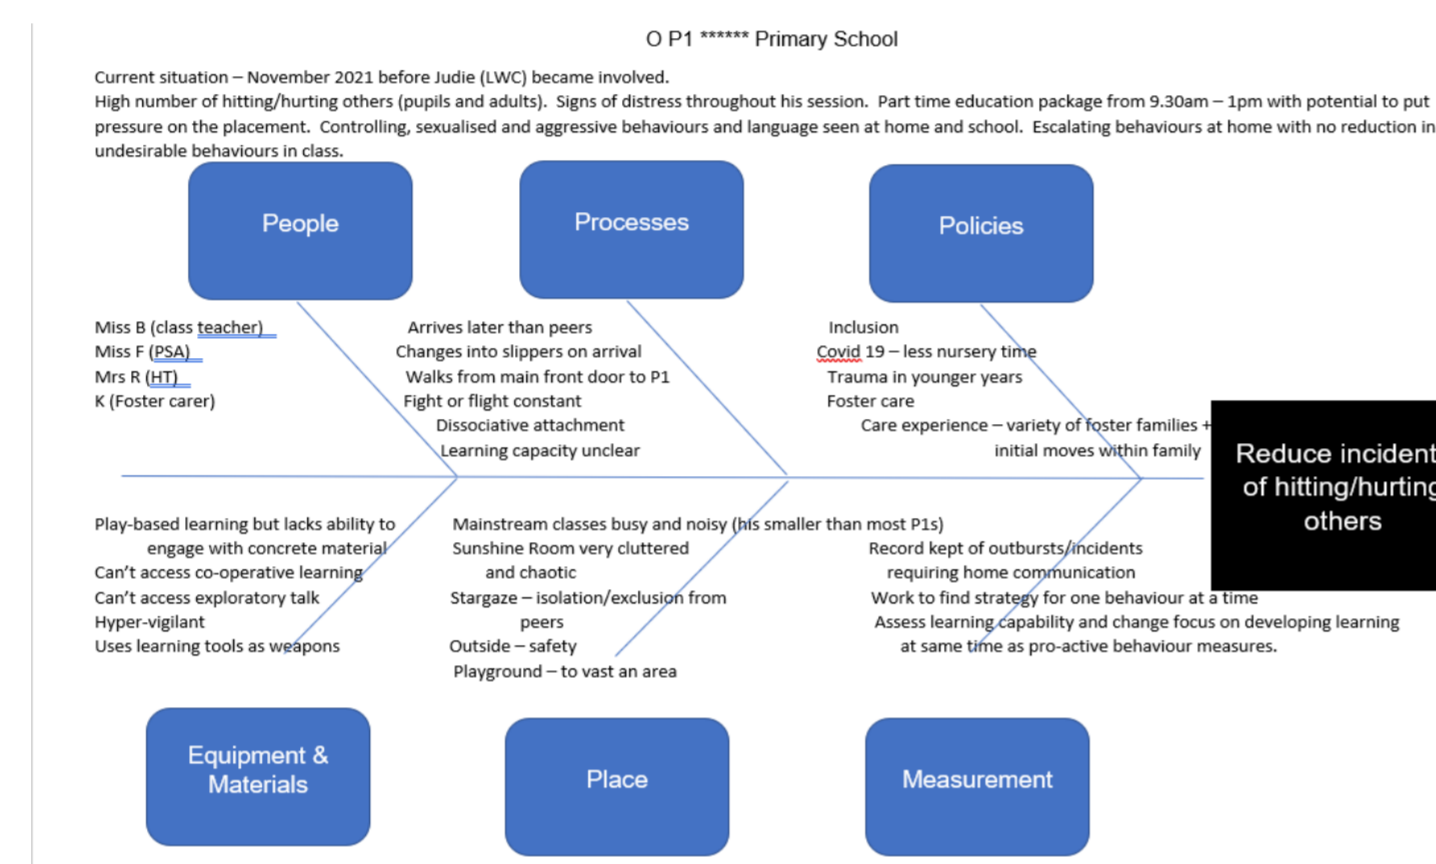 O P1 ****** Primary School
Current situation – November 2021 before Judie (LWC) became involved.
High number of hitting/hurting others (pupils and adults).  Signs of distress throughout his session.  Part time education package from 9.30am – 1pm with potential to put
pressure on the placement.  Controlling, sexualised and aggressive behaviours and language seen at home and school.  Escalating behaviours at home with no reduction in
undesirable behaviours in class.
People
Processes
Policies
Miss B (class teacher)
Miss F (PSA)
Mrs R (HT)
K (Foster carer)
Arrives later than peers
Changes into slippers on arrival
Walks from main front door to P1
Fight or flight constant
Dissociative attachment
Learning capacity unclear
Inclusion
Covid 19 – less nursery time
Trauma in younger years
Foster care
Care experience – variety of foster families +
initial moves within family
Reduce incident
of hitting/hurting
others
Play-based learning but lacks ability to
engage with concrete material
Can't access co-operative learning
Can't access exploratory talk
Hyper-vigilant
Uses learning tools as weapons
Mainstream classes busy and noisy (his smaller than most P1s)
Sunshine Room very cluttered
and chaotic
Stargaze – isolation/exclusion from
peers
Outside – safety
Playground – to vast an area
Record kept of outbursts/incidents
requiring home communication
Work to find strategy for one behaviour at a time
Assess learning capability and change focus on developing learning
at same time as pro-active behaviour measures.
Equipment &
Materials
Place
Measurement